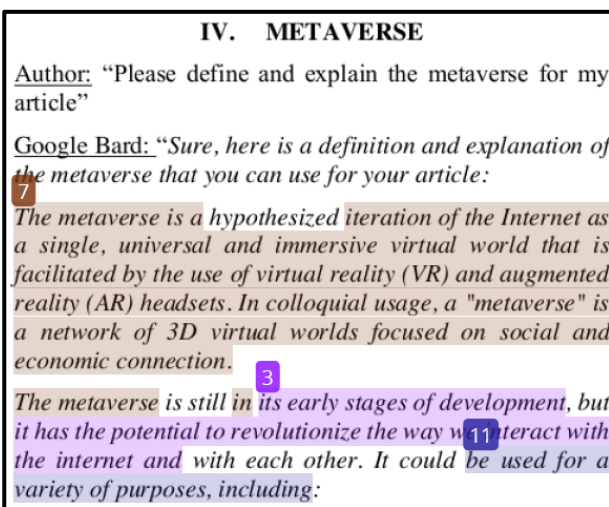 IV. METAVERSE
Author: “Please define and explain the metaverse for my
article”
Google Bard: “Sure, here is a definition and explanation of
the metaverse that you can use for your article:
7
The metaverse is a hypothesized iteration of the Internet as
a single, universal and immersive virtual world that is
facilitated by the use of virtual reality (VR) and augmented
reality (AR) headsets. In colloquial usage, a "metaverse" is
a network of 3D virtual worlds focused on social and
economic connection.
3
The metaverse is still in its early stages of development, but
it has the potential to revolutionize the way we interact with
11
the internet and with each other. It could be used for a
variety of purposes, including: